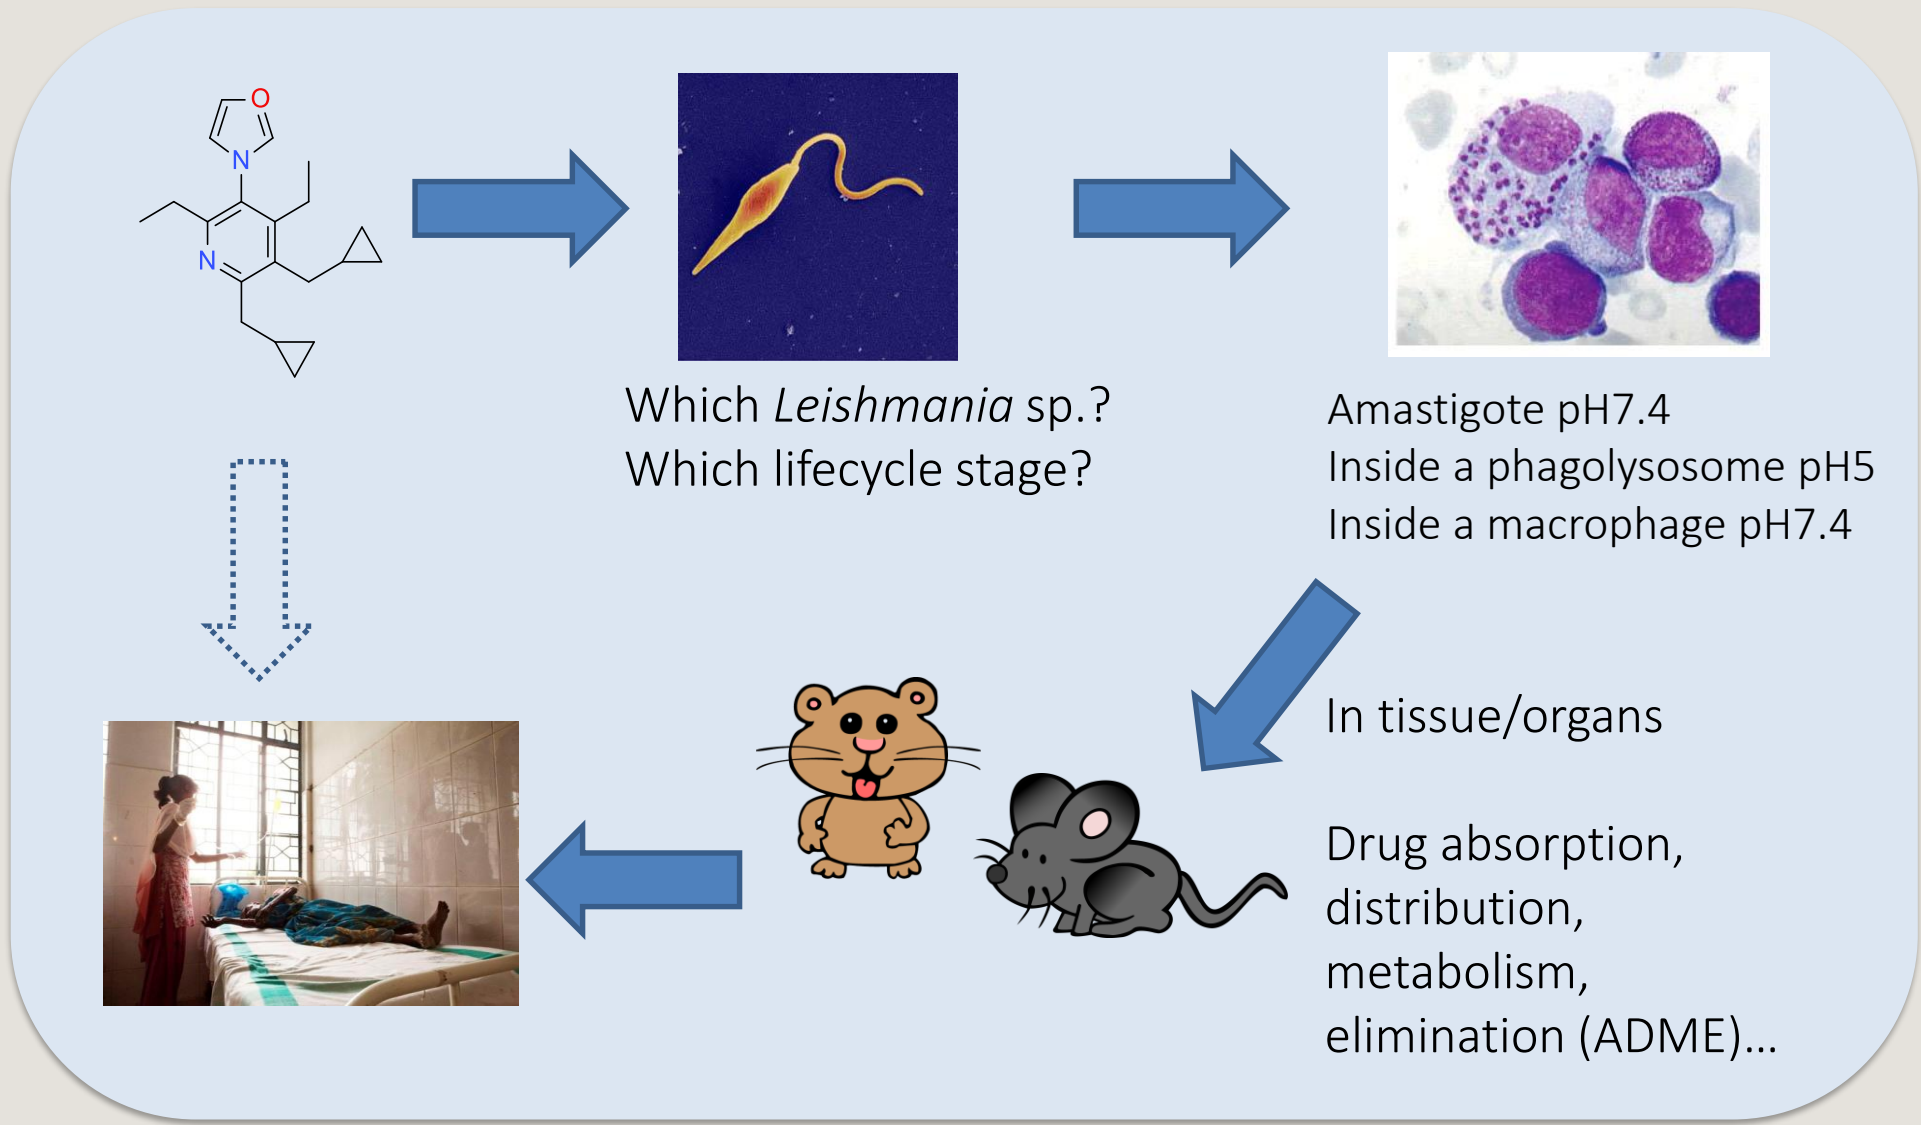 O
N
N
Which Leishmania sp.?
Which lifecycle stage?
Amastigote pH7.4
Inside a phagolysosome pH5
Inside a macrophage pH7.4
In tissue/organs
Drug absorption,
distribution,
metabolism,
elimination (ADME)...